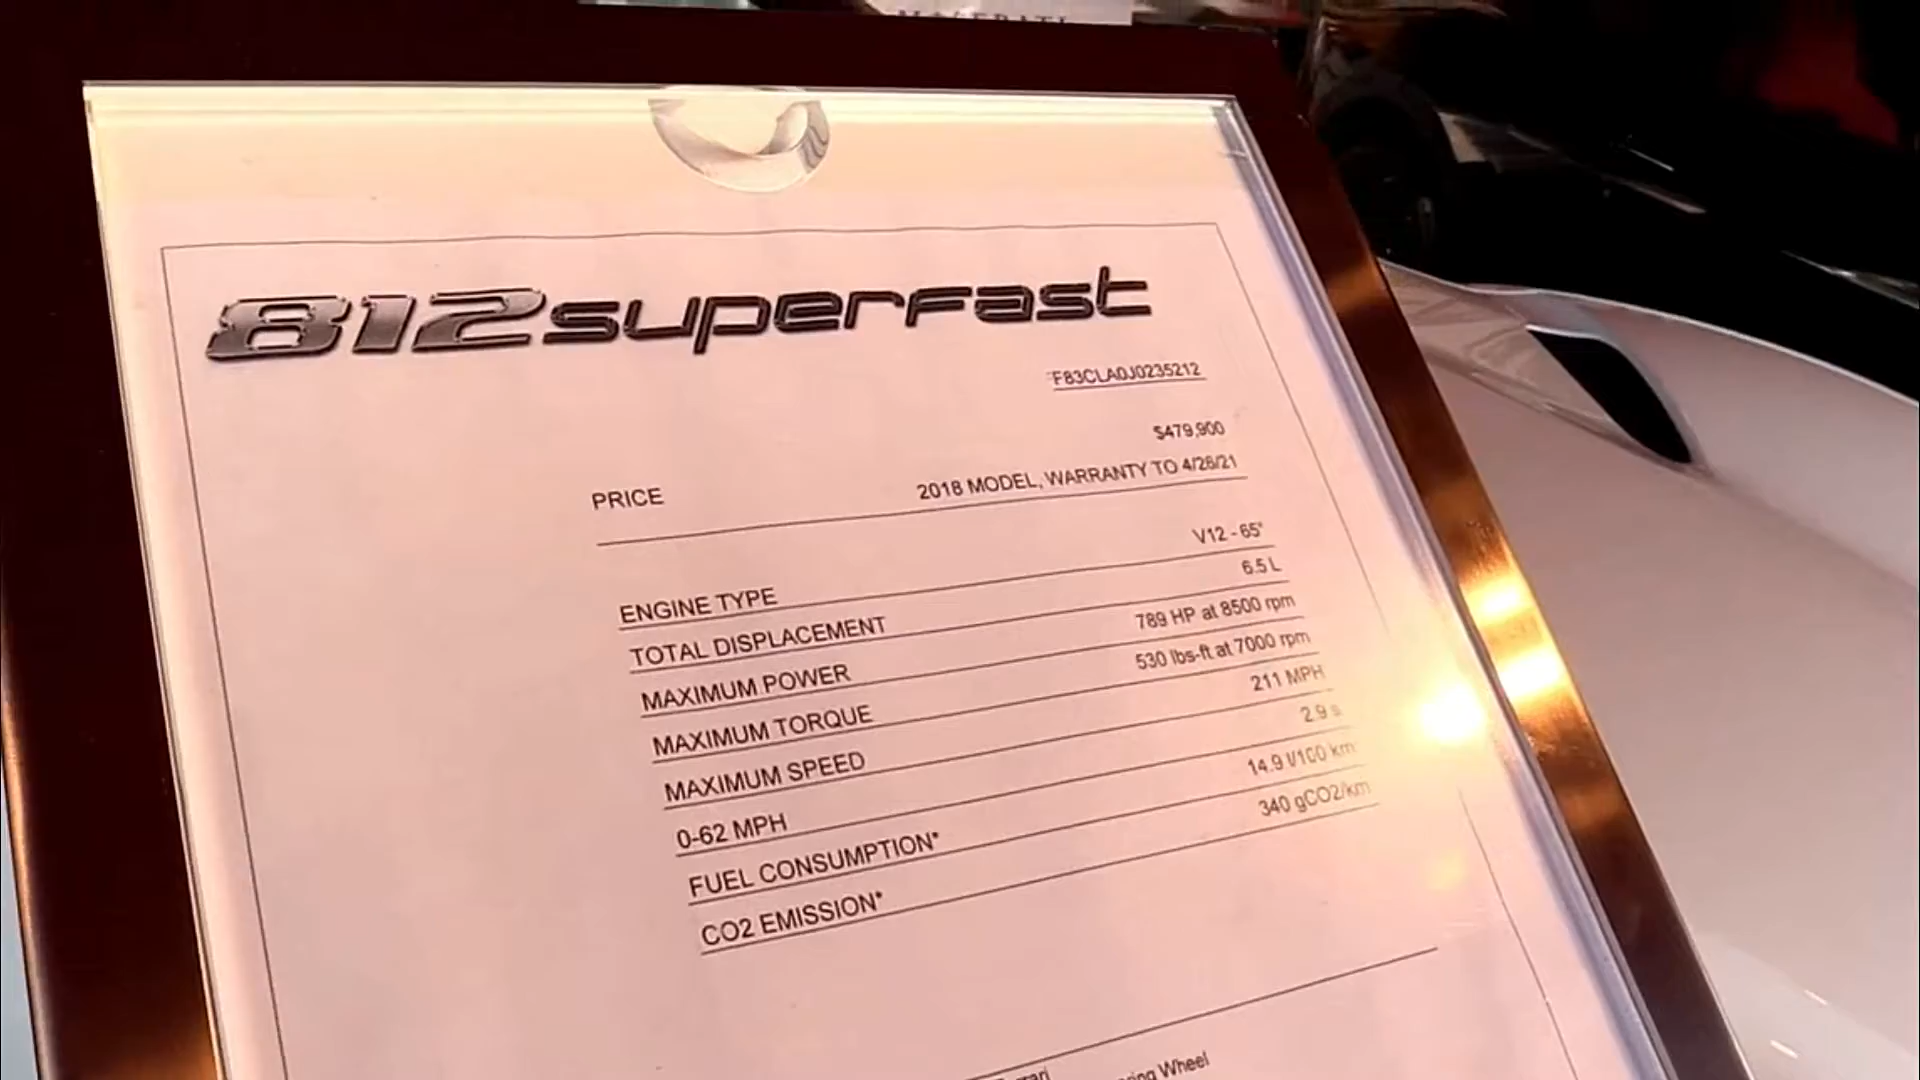 812superfast
F83CLA0J0235212
$479,900
PRICE 2018 MODEL, WARRANTY TO 4/26/21
ENGINE TYPE V12 - 65°
TOTAL DISPLACEMENT 6.5 L
MAXIMUM POWER 789 HP at 8500 rpm
MAXIMUM TORQUE 530 lbs-ft at 7000 rpm
MAXIMUM SPEED 211 MPH
0-62 MPH 2.9 s
FUEL CONSUMPTION* 14.9 l/100 km
CO2 EMISSION* 340 gCO2/km
Wheel